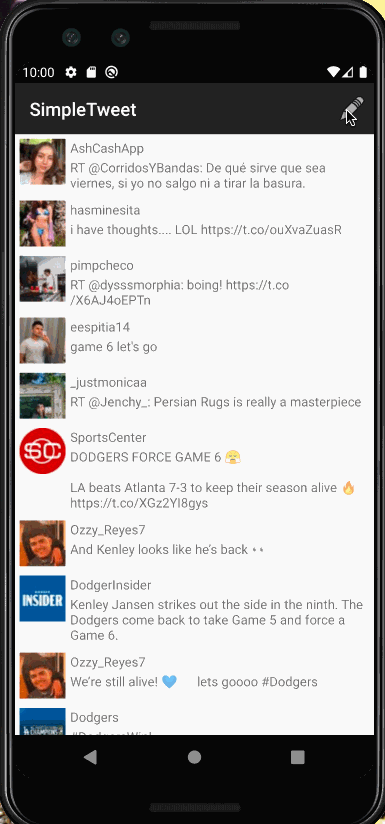 10:00
SimpleTweet
AshCashApp
RT @CorridosYBandas: De qué sirve que sea
viernes, si yo no salgo ni a tirar la basura.
hasminesita
i have thoughts.... LOL https://t.co/ouXvaZuasR
pimpcheco
RT @dysssmorphia: boing! https://t.co
/X6AJ4oEPTn
eespitia14
game 6 let's go
_justmonicaa
RT @Jenchy_: Persian Rugs is really a masterpiece
SC
SportsCenter
DODGERS FORCE GAME 6 😤
LA beats Atlanta 7-3 to keep their season alive 🔥
https://t.co/XGz2YI8gys
Ozzy_Reyes7
And Kenley looks like he's back 👀
INSIDER
DodgerInsider
Kenley Jansen strikes out the side in the ninth. The
Dodgers come back to take Game 5 and force a
Game 6.
Ozzy_Reyes7
We're still alive! 🩵 lets goooo #Dodgers
Dodgers
#DodgersWin!